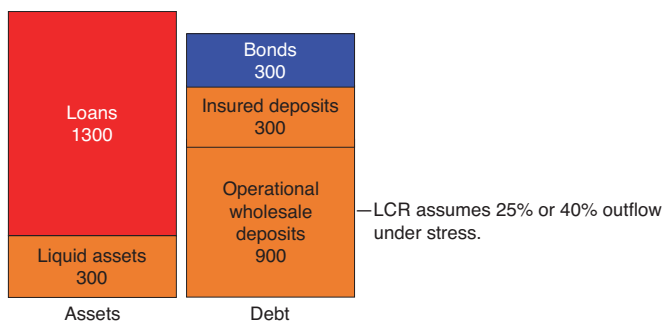 Loans
1300
Liquid assets
300
Assets
Bonds
300
Insured deposits
300
Operational
wholesale
deposits
900
Debt
LCR assumes 25% or 40% outflow
under stress.